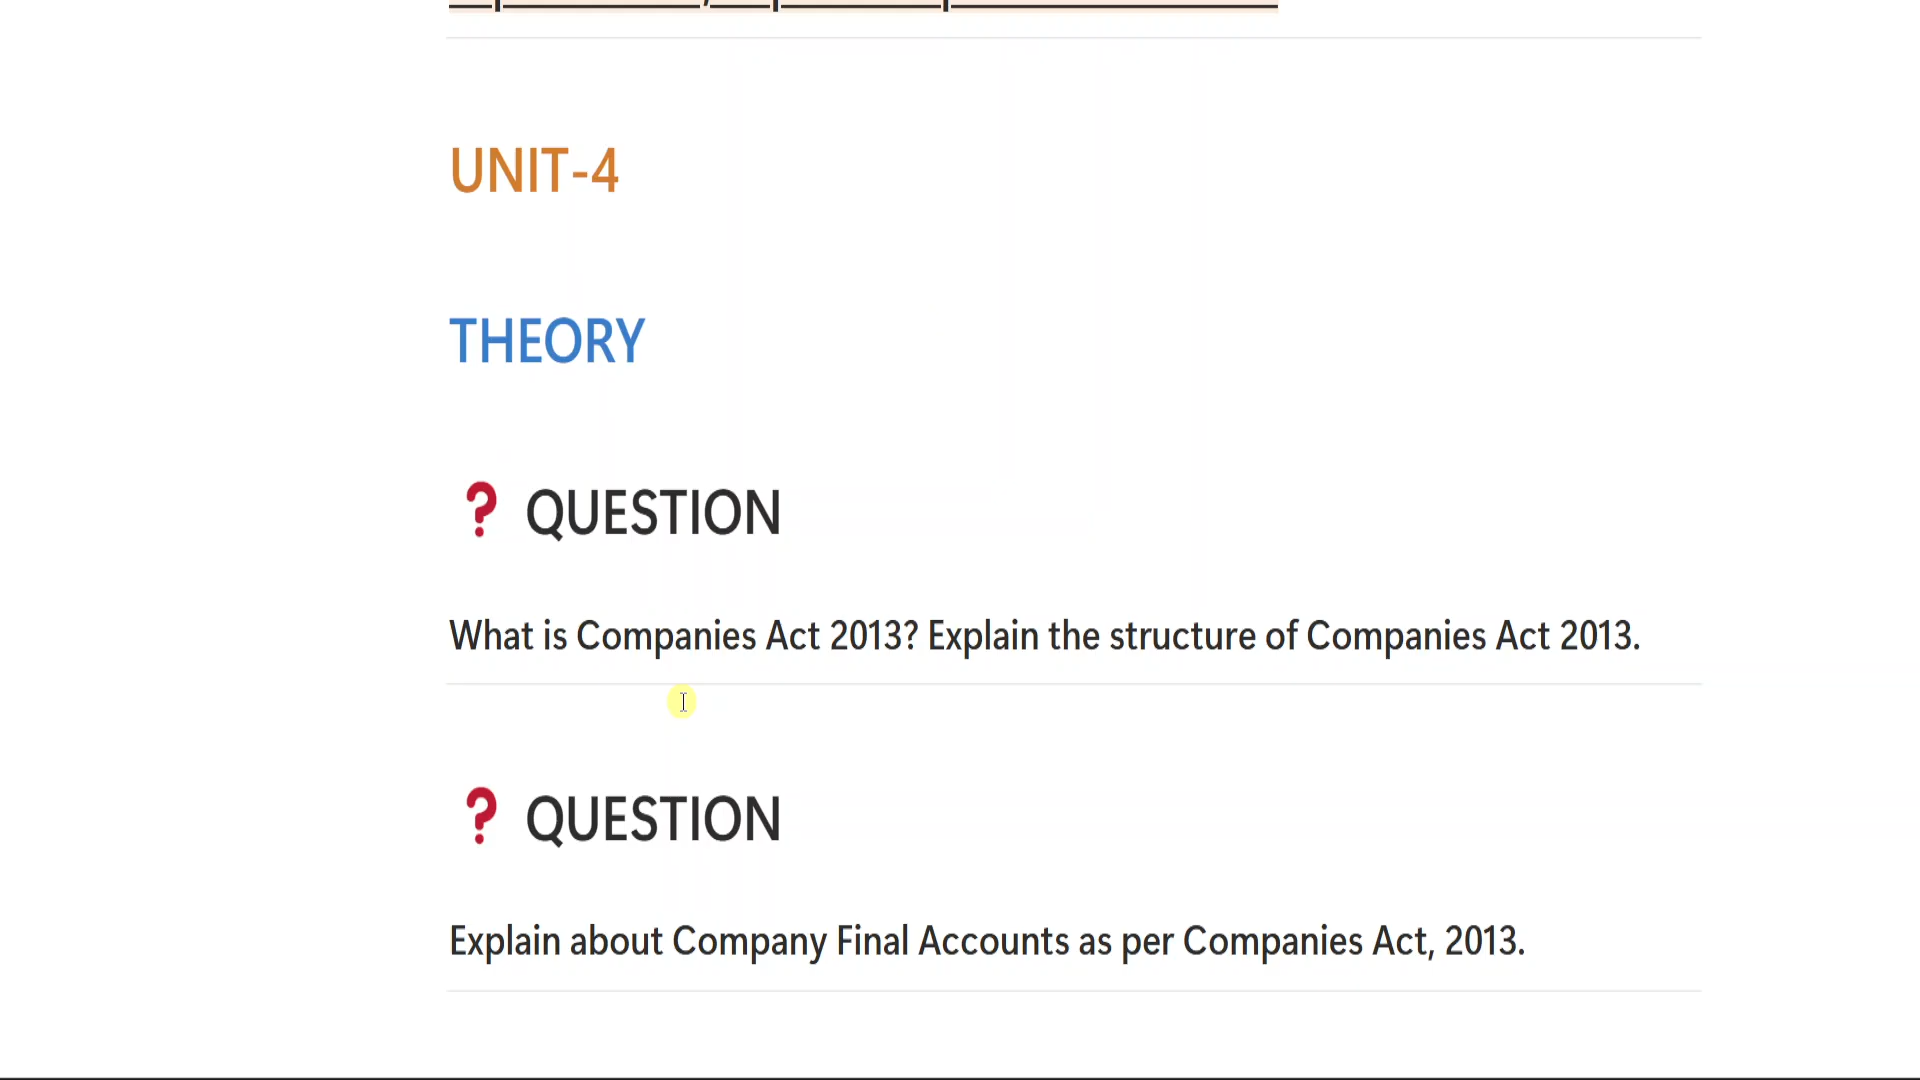 UNIT-4
THEORY
❓ QUESTION
What is Companies Act 2013? Explain the structure of Companies Act 2013.
❓ QUESTION
Explain about Company Final Accounts as per Companies Act, 2013.